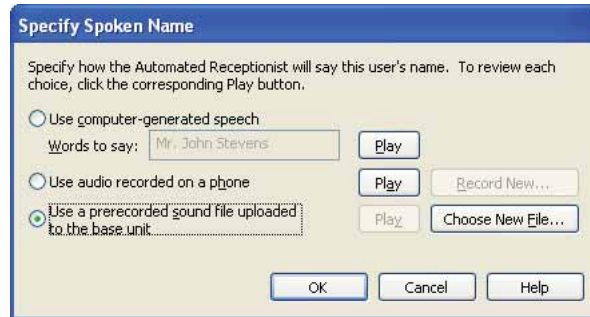 Specify Spoken Name
Specify how the Automated Receptionist will say this user's name. To review each
choice, click the corresponding Play button.
Use computer-generated speech
Words to say: Mr. John Stevens Play
Use audio recorded on a phone Play Record New...
Use a prerecorded sound file uploaded
to the base unit Play Choose New File...
OK Cancel Help